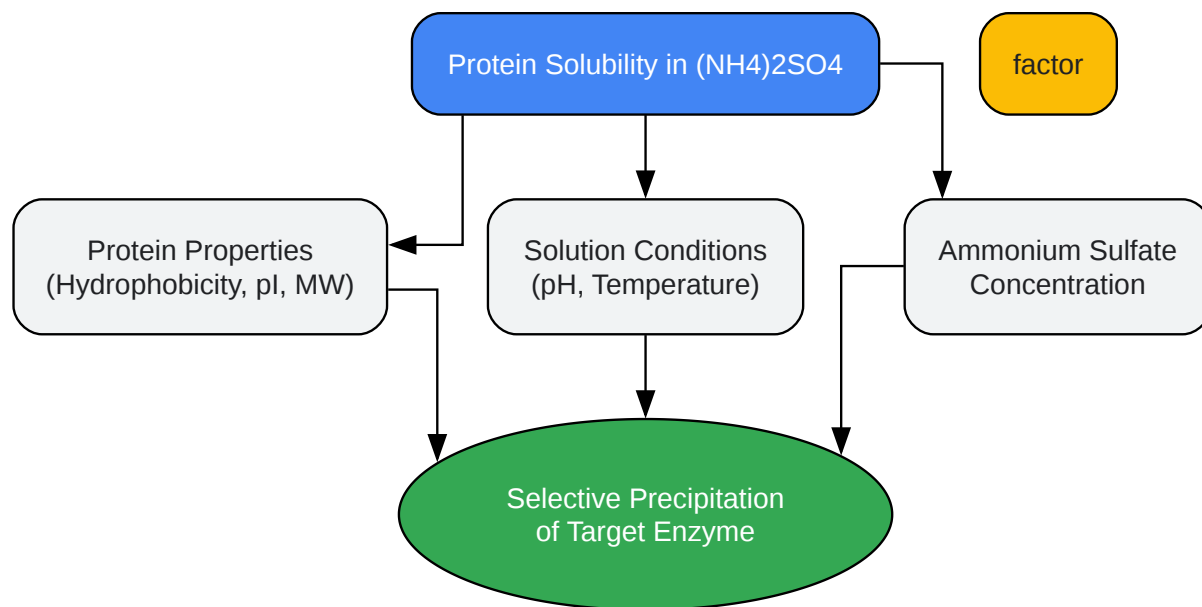 Protein Solubility in (NH4)2SO4
factor
Protein Properties
(Hydrophobicity, pI, MW)
Solution Conditions
(pH, Temperature)
Ammonium Sulfate
Concentration
Selective Precipitation
of Target Enzyme